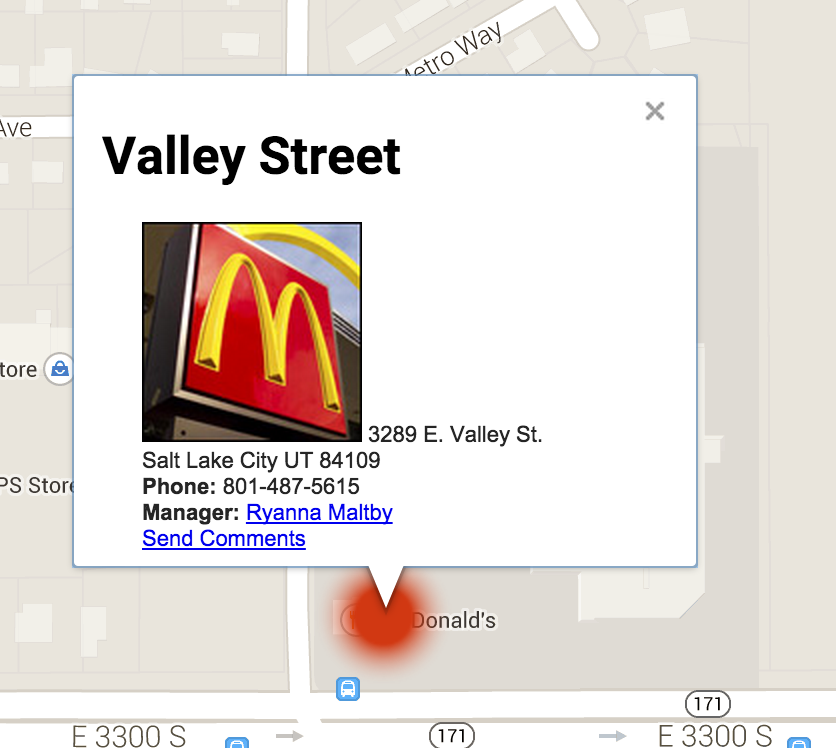 Metro Way
Ave
Valley Street
3289 E. Valley St.
Salt Lake City UT 84109
Phone: 801-487-5615
Manager: Ryanna Maltby
Send Comments
tore
PS Store
Donald's
171
E 3300 S
171
E 3300 S